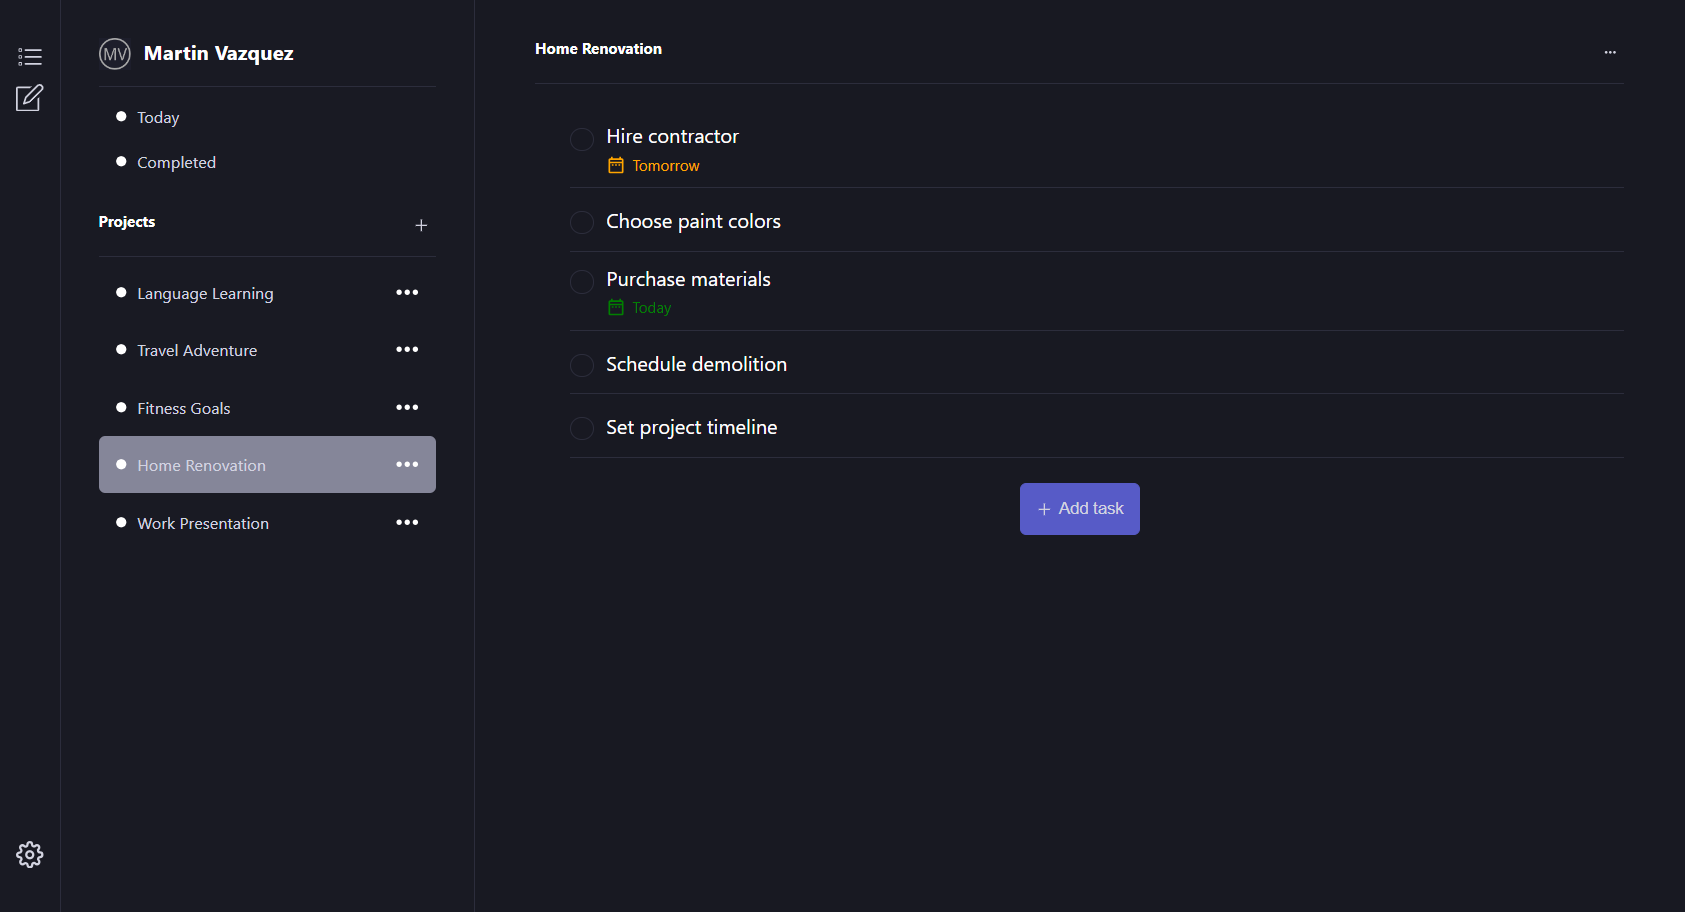 MV Martin Vazquez
Today
Completed
Projects
Language Learning
Travel Adventure
Fitness Goals
Home Renovation
Work Presentation
Home Renovation
Hire contractor
Tomorrow
Choose paint colors
Purchase materials
Today
Schedule demolition
Set project timeline
+ Add task